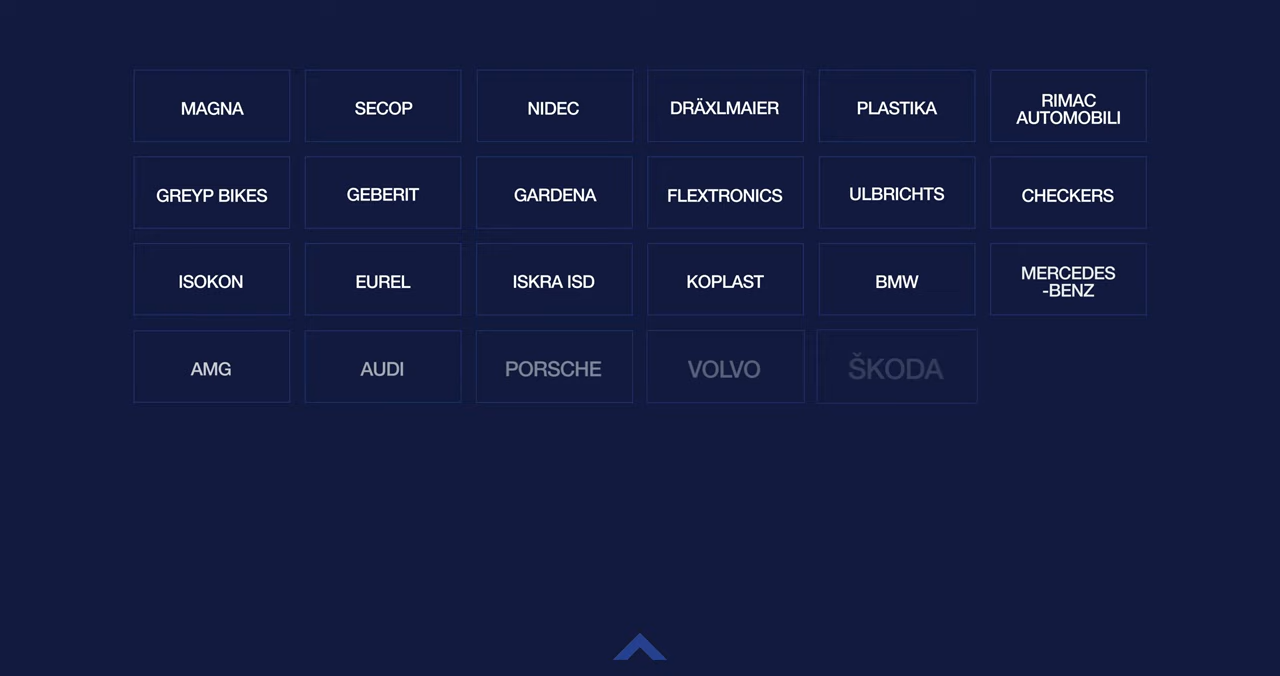 MAGNA
SECOP
NIDEC
DRÄXLMAIER
PLASTIKA
RIMAC
AUTOMOBILI
GREYP BIKES
GEBERIT
GARDENA
FLEXTRONICS
ULBRICHTS
CHECKERS
ISOKON
EUREL
ISKRA ISD
KOPLAST
BMW
MERCEDES
-BENZ
AMG
AUDI
PORSCHE
VOLVO
ŠKODA